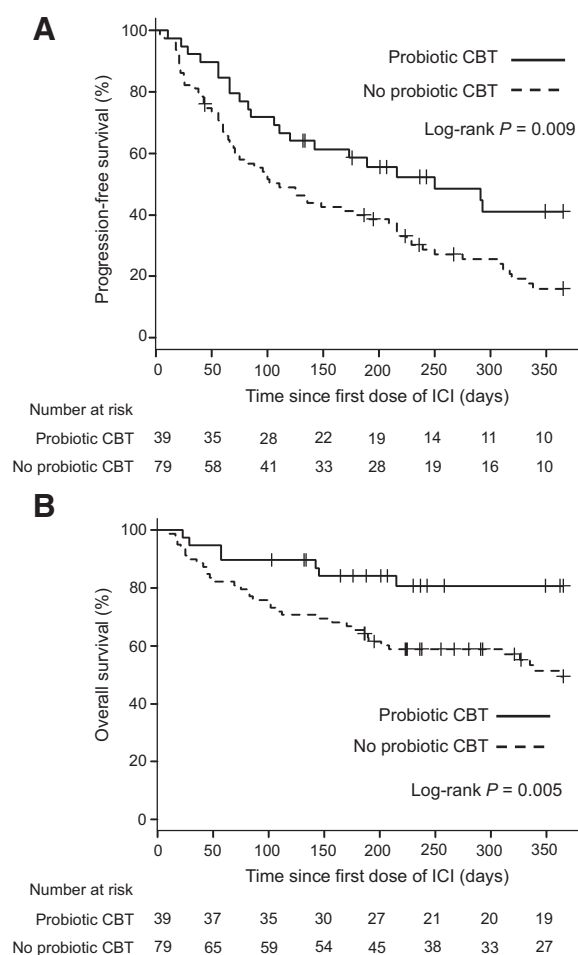 A
100
80
60
40
20
0
Progression-free survival (%)
Probiotic CBT
No probiotic CBT
Log-rank P = 0.009
0 50 100 150 200 250 300 350
Time since first dose of ICI (days)
Number at risk
Probiotic CBT 39 35 28 22 19 14 11 10
No probiotic CBT 79 58 41 33 28 19 16 10
B
100
80
60
40
20
0
Overall survival (%)
Probiotic CBT
No probiotic CBT
Log-rank P = 0.005
0 50 100 150 200 250 300 350
Time since first dose of ICI (days)
Number at risk
Probiotic CBT 39 37 35 30 27 21 20 19
No probiotic CBT 79 65 59 54 45 38 33 27